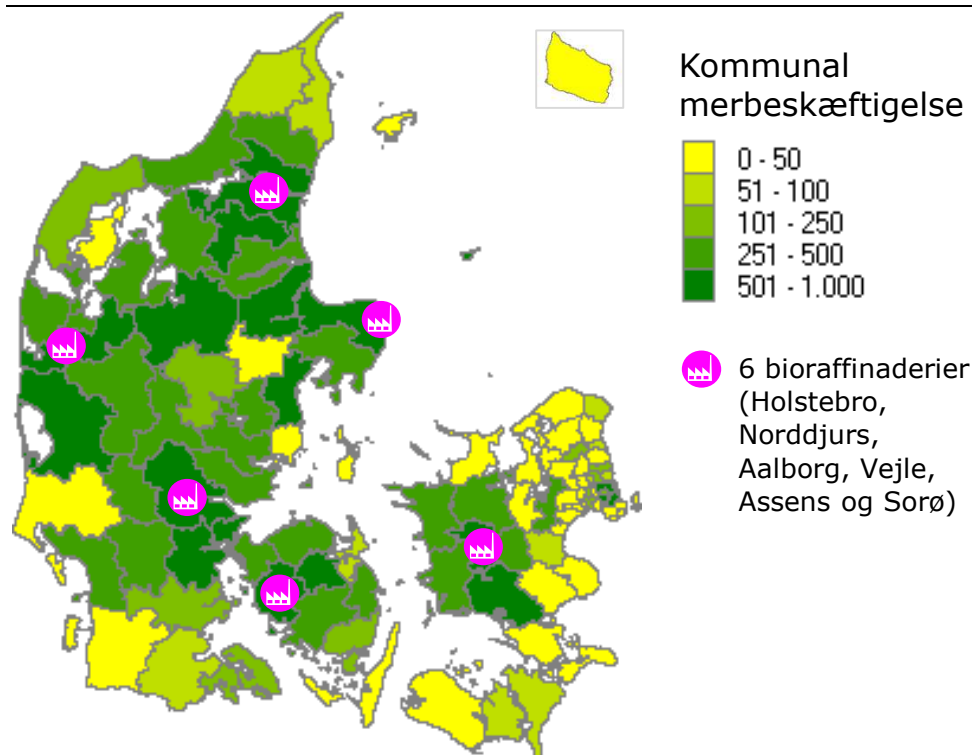 Kommunal
merbeskæftigelse
0 - 50
51 - 100
101 - 250
251 - 500
501 - 1.000
6 bioraffinaderier
(Holstebro,
Norddjurs,
Aalborg, Vejle,
Assens og Sorø)